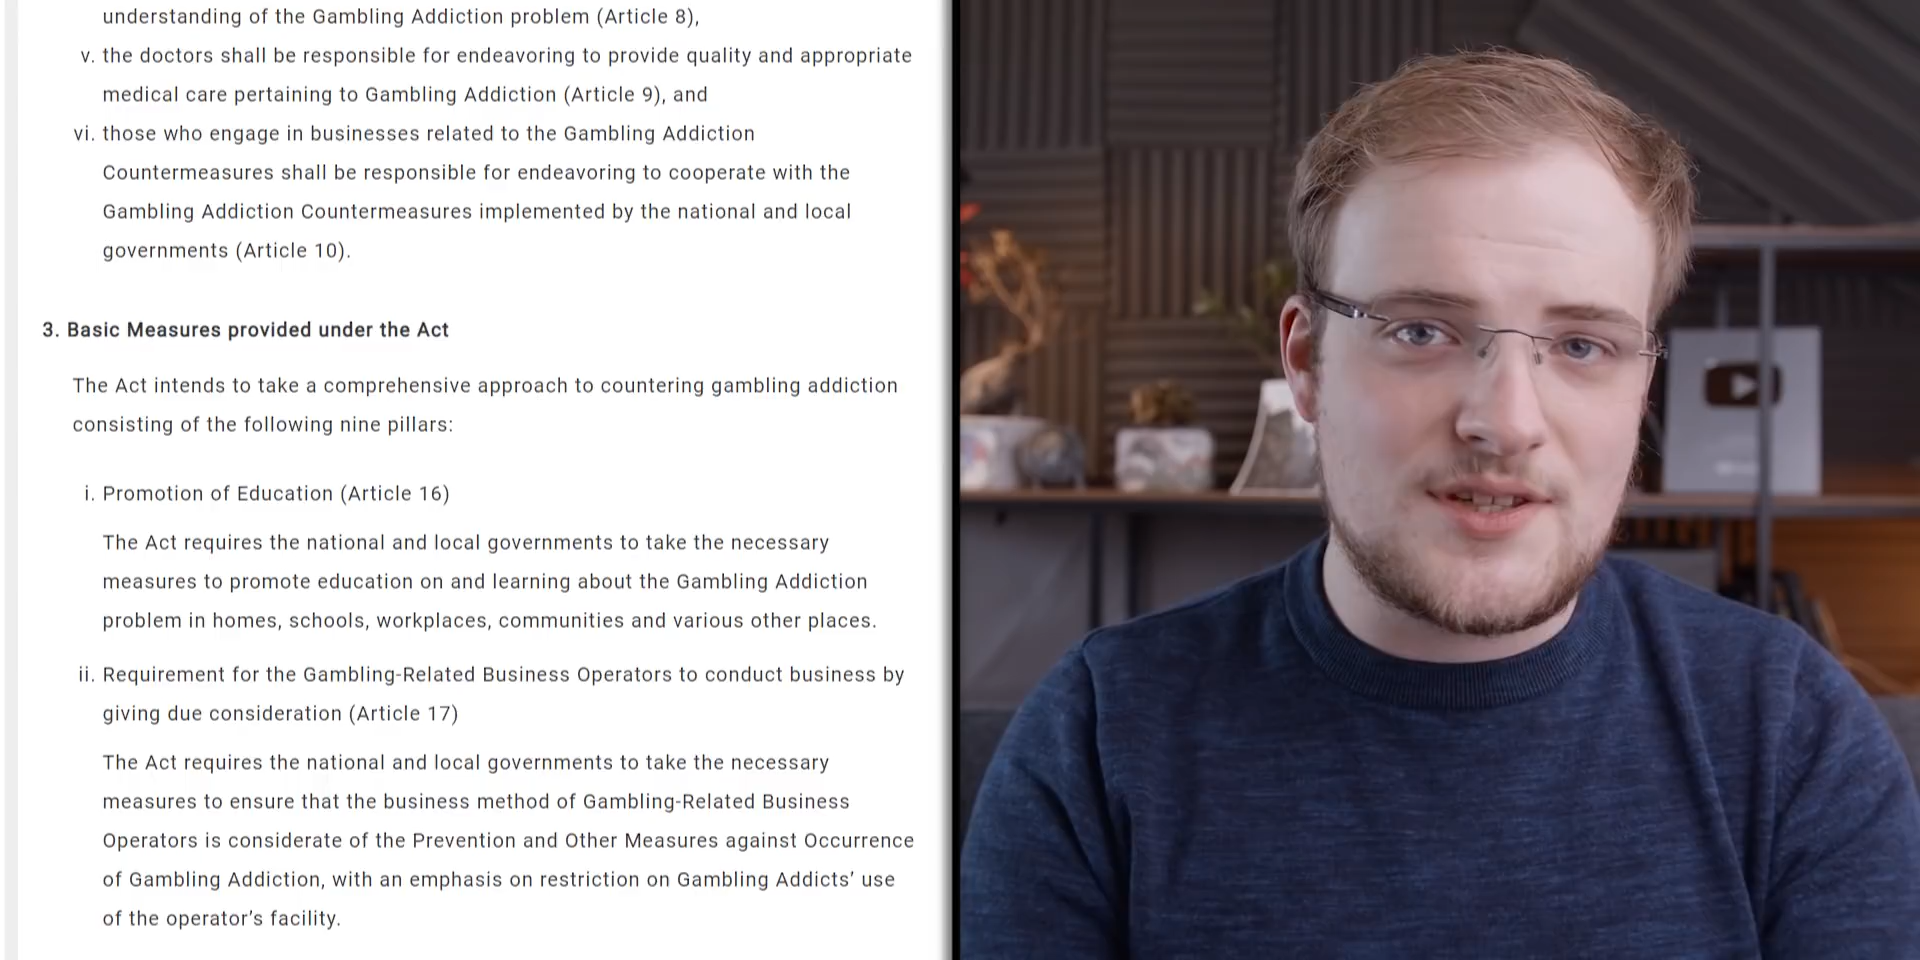 understanding of the Gambling Addiction problem (Article 8),
v. the doctors shall be responsible for endeavoring to provide quality and appropriate
medical care pertaining to Gambling Addiction (Article 9), and
vi. those who engage in businesses related to the Gambling Addiction
Countermeasures shall be responsible for endeavoring to cooperate with the
Gambling Addiction Countermeasures implemented by the national and local
governments (Article 10).
3. Basic Measures provided under the Act
The Act intends to take a comprehensive approach to countering gambling addiction
consisting of the following nine pillars:
i. Promotion of Education (Article 16)
The Act requires the national and local governments to take the necessary
measures to promote education on and learning about the Gambling Addiction
problem in homes, schools, workplaces, communities and various other places.
ii. Requirement for the Gambling-Related Business Operators to conduct business by
giving due consideration (Article 17)
The Act requires the national and local governments to take the necessary
measures to ensure that the business method of Gambling-Related Business
Operators is considerate of the Prevention and Other Measures against Occurrence
of Gambling Addiction, with an emphasis on restriction on Gambling Addicts’ use
of the operator’s facility.